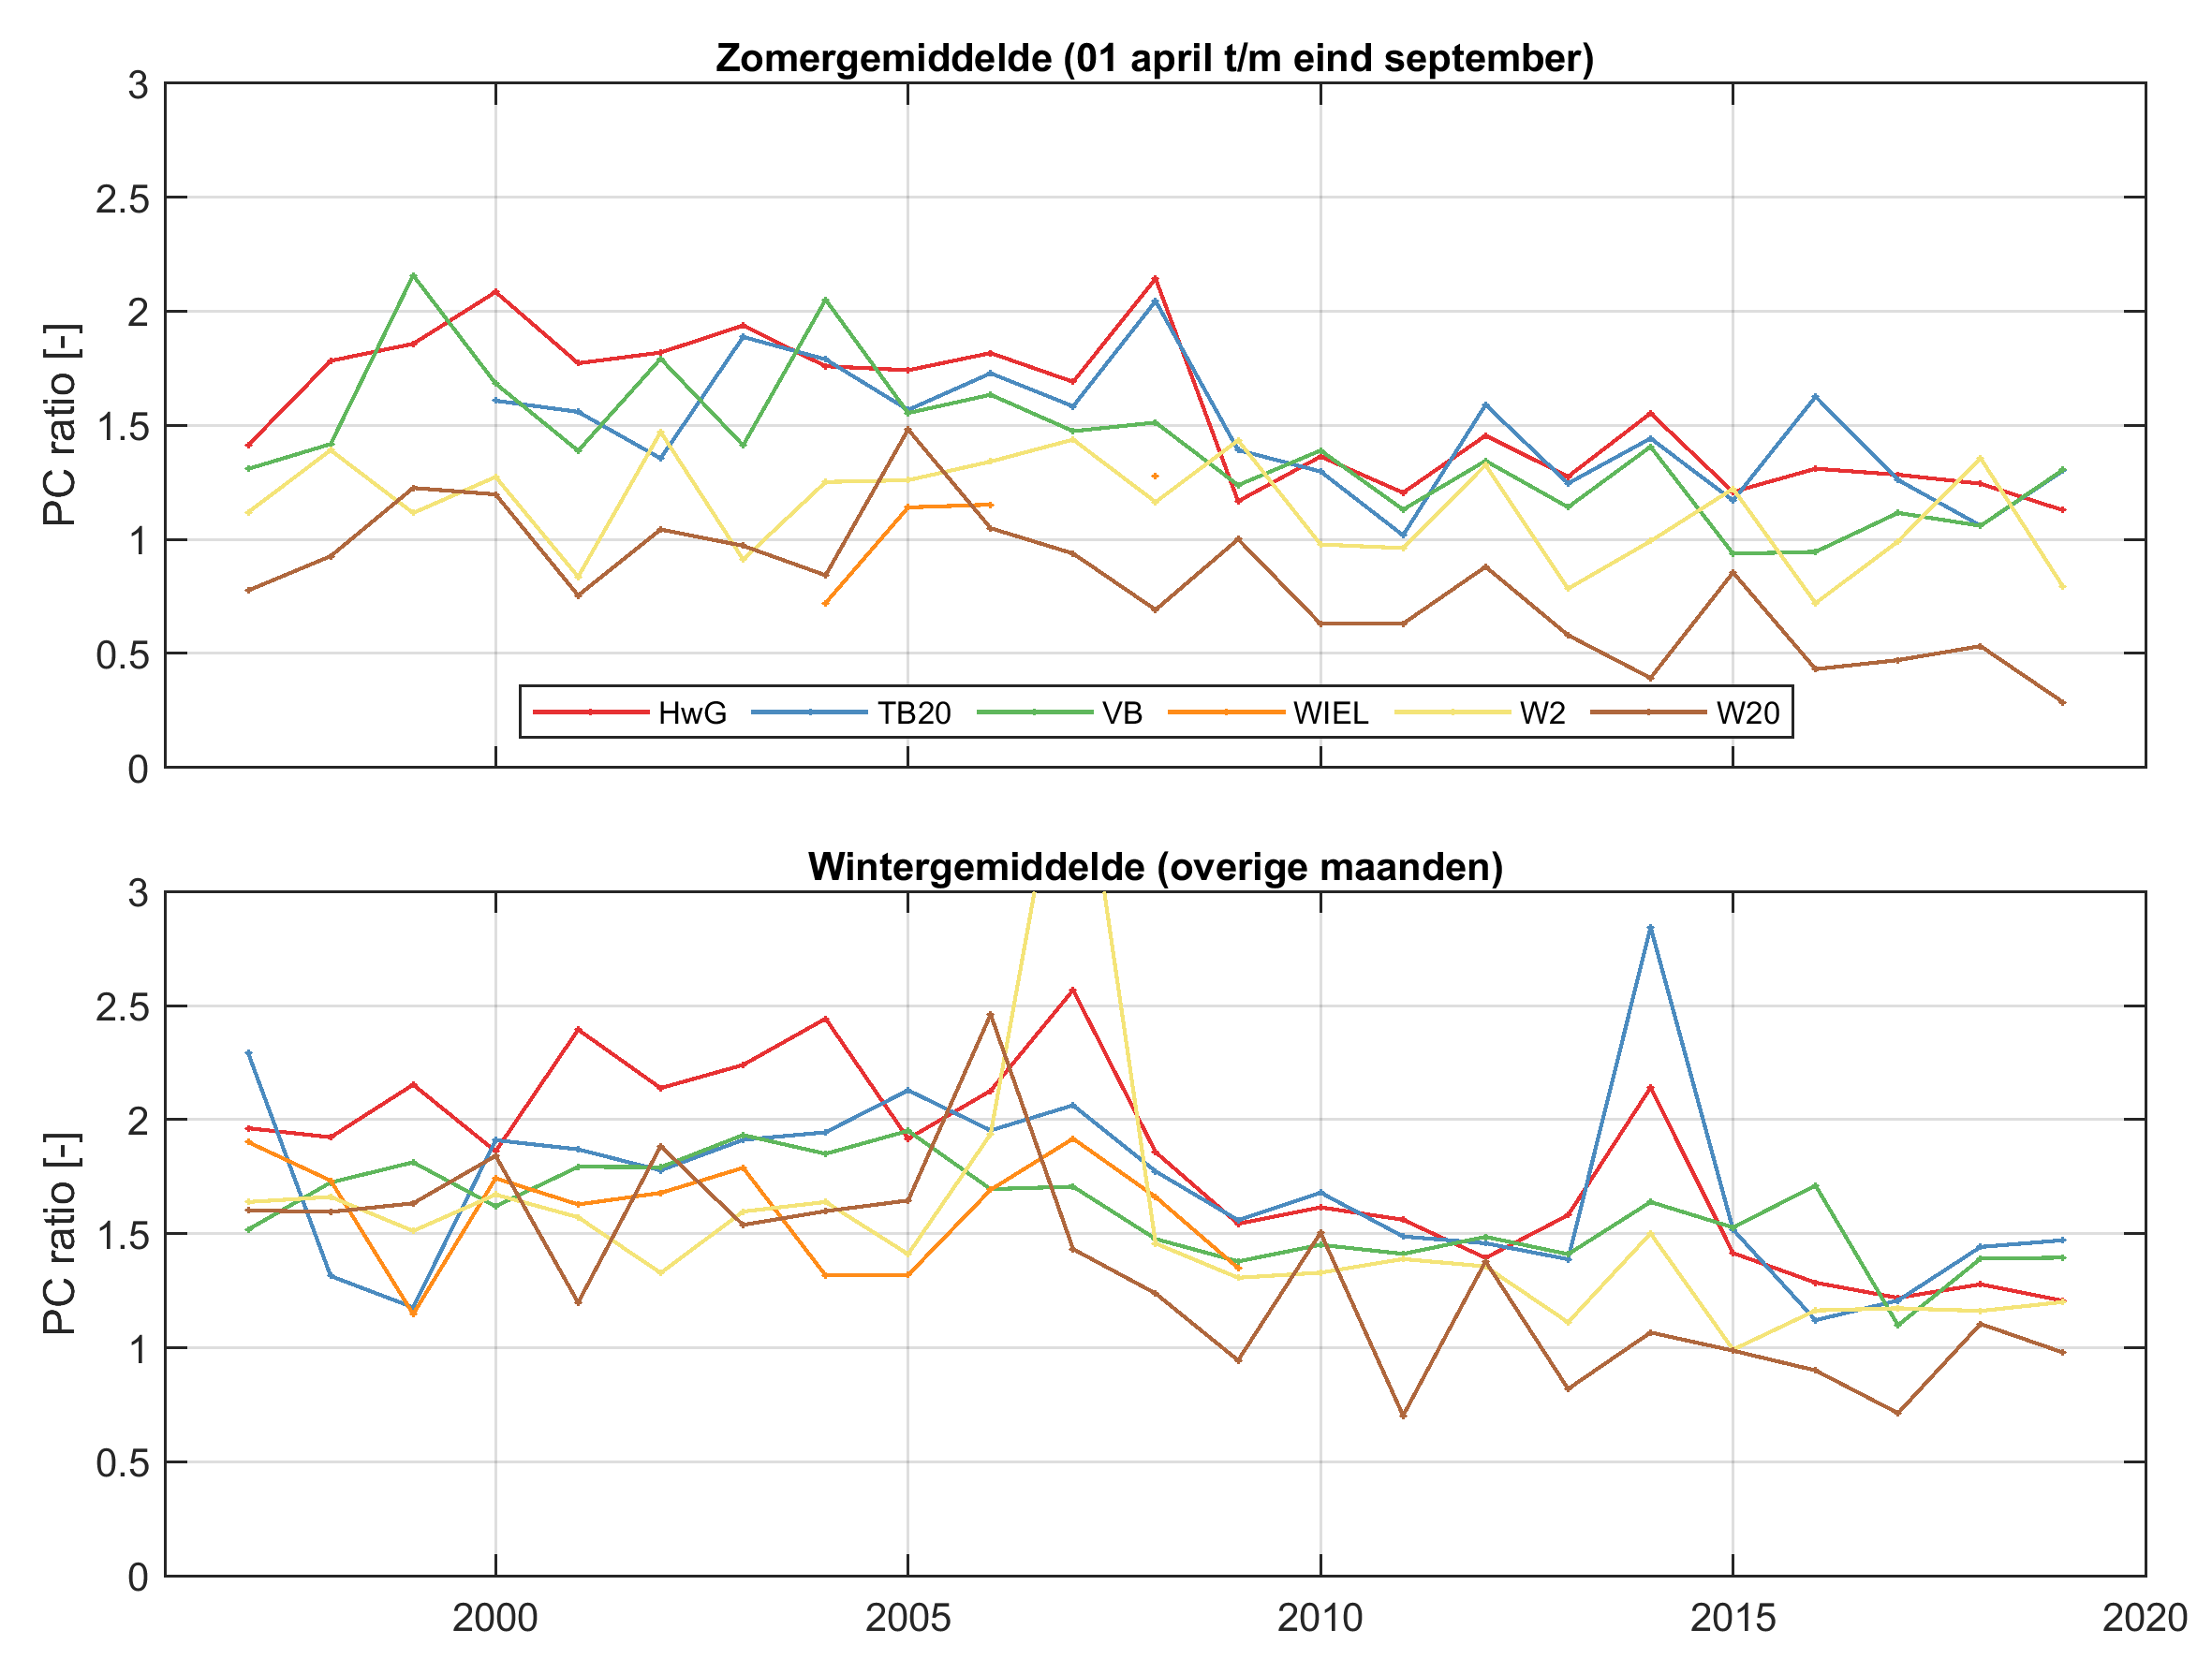 Zomergemiddelde (01 april t/m eind september)
3
2.5
2
1.5
1
0.5
0
PC ratio [-]
HwG TB20 VB WIEL W2 W20
Wintergemiddelde (overige maanden)
3
2.5
2
1.5
1
0.5
0
PC ratio [-]
2000 2005 2010 2015 2020